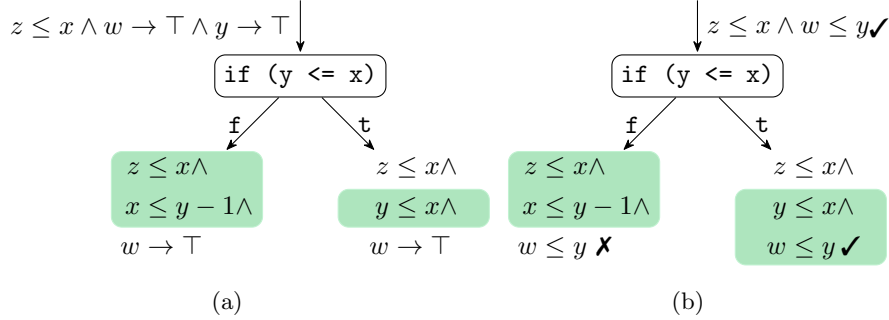 z ≤ x ∧ w → ⊤ ∧ y → ⊤
if (y <= x)
f
t
z ≤ x∧
x ≤ y − 1∧
w → ⊤
z ≤ x∧
y ≤ x∧
w → ⊤
(a)
z ≤ x ∧ w ≤ y✓
if (y <= x)
f
t
z ≤ x∧
x ≤ y − 1∧
w ≤ y ✗
z ≤ x∧
y ≤ x∧
w ≤ y ✓
(b)